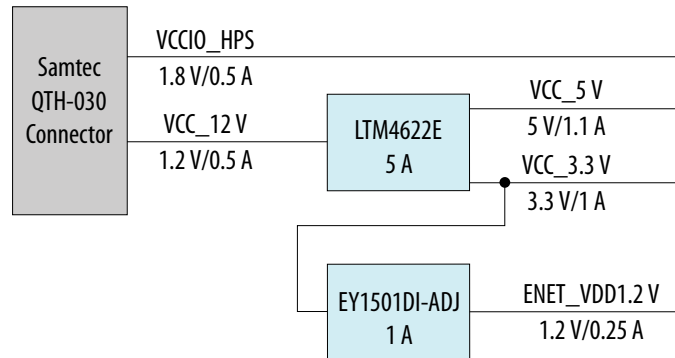 Samtec
QTH-030
Connector
VCCIO_HPS
1.8 V/0.5 A
VCC_12 V
1.2 V/0.5 A
LTM4622E
5 A
VCC_5 V
5 V/1.1 A
VCC_3.3 V
3.3 V/1 A
EY1501DI-ADJ
1 A
ENET_VDD1.2 V
1.2 V/0.25 A